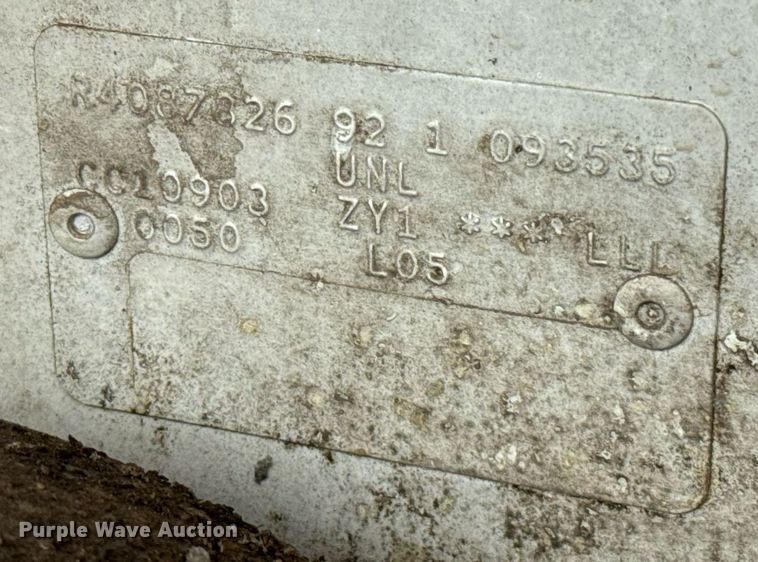 R4087826 92 1 093535
CC10903 UNL
0050 ZY1 *** LLL
L05
Purple Wave Auction